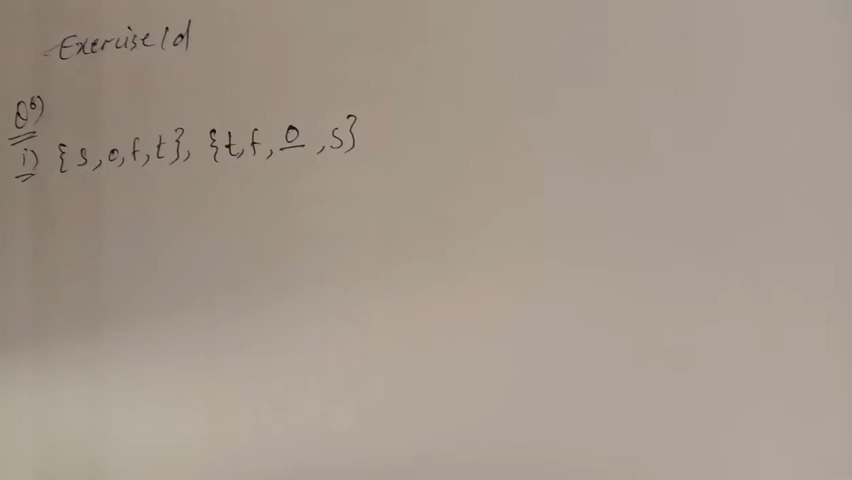 Exercise 1d
Q6)
i) {s,o,f,t}, {t,f,o,s}